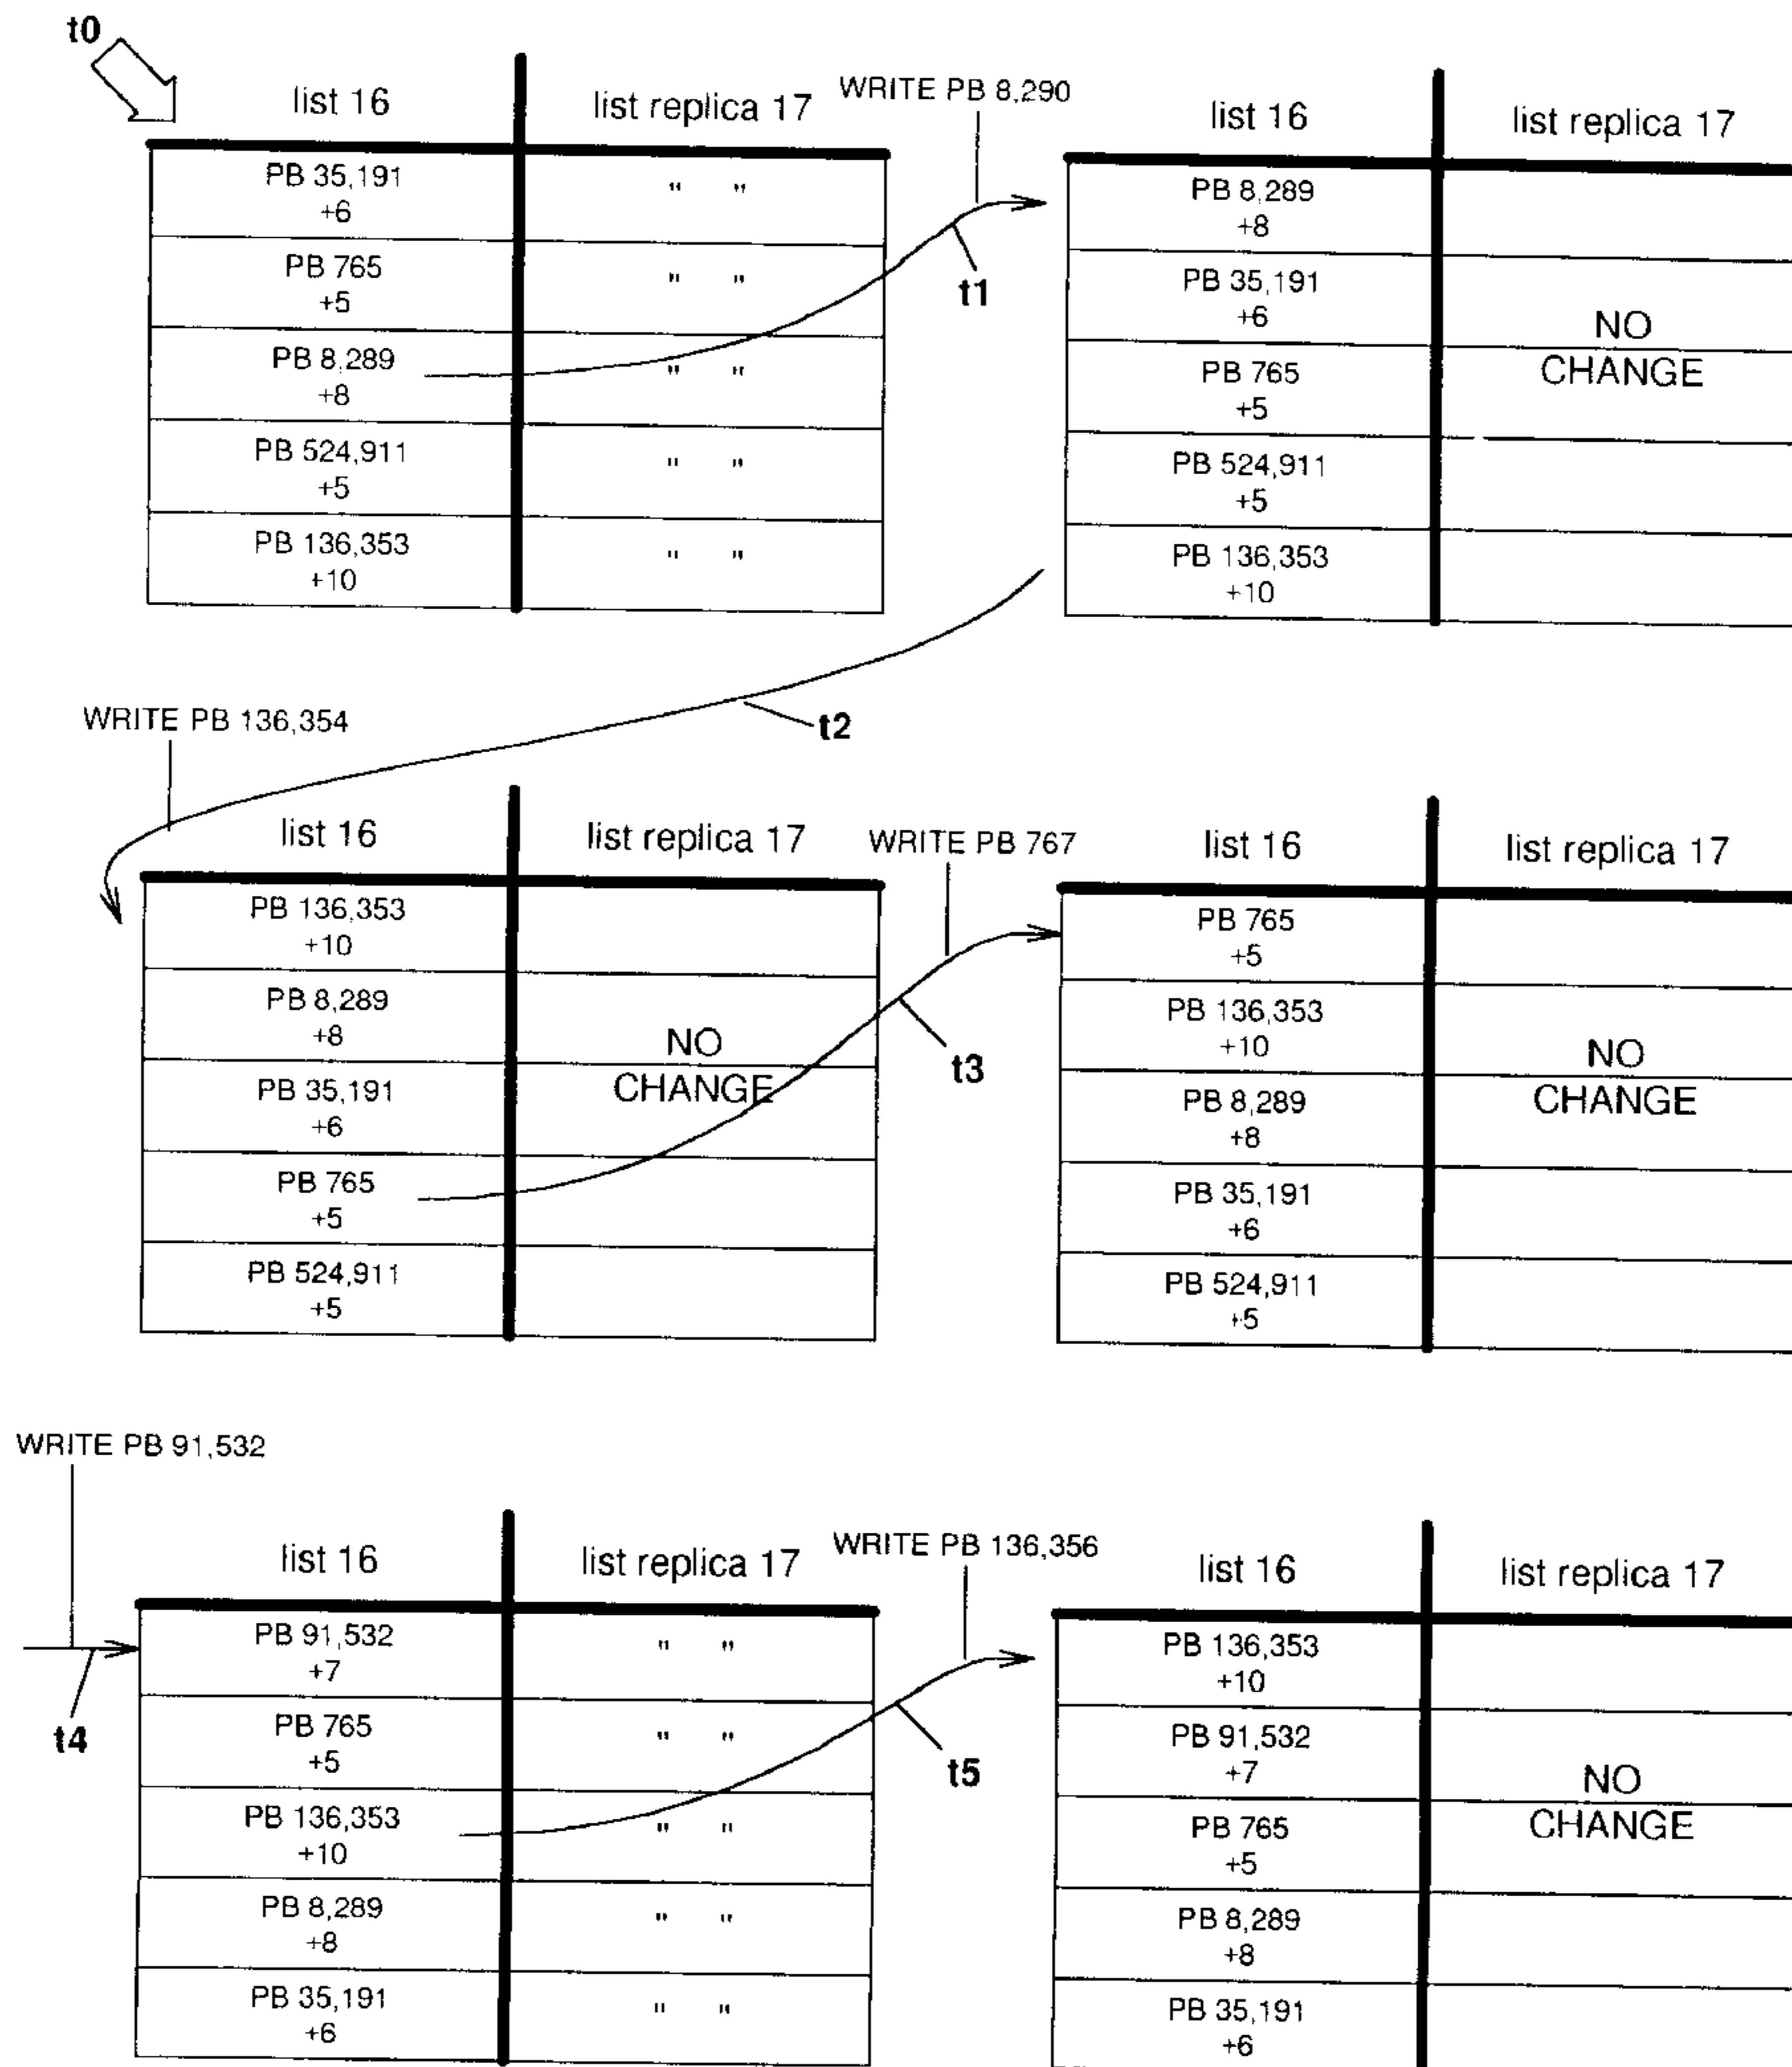 t0
list 16
list replica 17
PB 35,191
+6
" "
PB 765
+5
" "
PB 8,289
+8
" "
PB 524,911
+5
" "
PB 136,353
+10
" "
WRITE PB 8,290
t1
list 16
list replica 17
PB 8,289
+8
PB 35,191
+6
PB 765
+5
PB 524,911
+5
PB 136,353
+10
NO
CHANGE
t2
WRITE PB 136,354
list 16
list replica 17
PB 136,353
+10
PB 8,289
+8
PB 35,191
+6
PB 765
+5
PB 524,911
+5
NO
CHANGE
WRITE PB 767
t3
list 16
list replica 17
PB 765
+5
PB 136,353
+10
PB 8,289
+8
PB 35,191
+6
PB 524,911
+5
NO
CHANGE
WRITE PB 91,532
t4
list 16
list replica 17
PB 91,532
+7
" "
PB 765
+5
" "
PB 136,353
+10
" "
PB 8,289
+8
" "
PB 35,191
+6
" "
WRITE PB 136,356
t5
list 16
list replica 17
PB 136,353
+10
PB 91,532
+7
PB 765
+5
PB 8,289
+8
PB 35,191
+6
NO
CHANGE